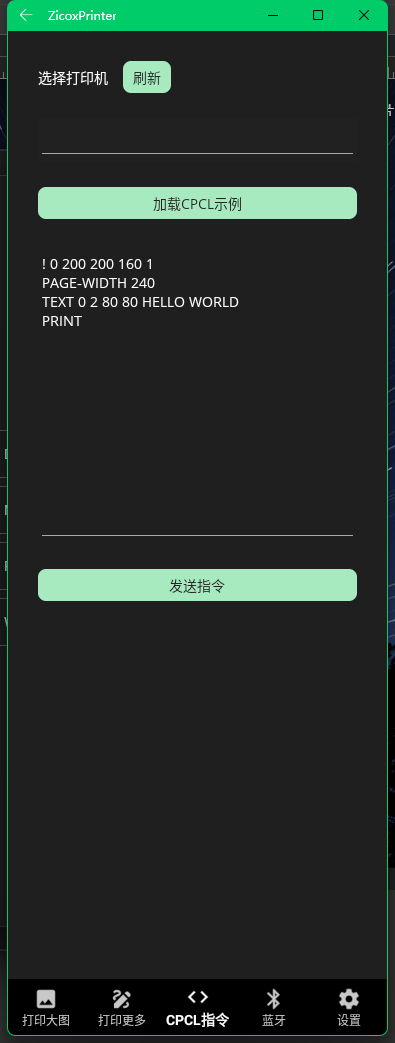 ZicoxPrinter
选择打印机 刷新
加载CPCL示例
! 0 200 200 160 1
PAGE-WIDTH 240
TEXT 0 2 80 80 HELLO WORLD
PRINT
发送指令
打印大图 打印更多 CPCL指令 蓝牙 设置